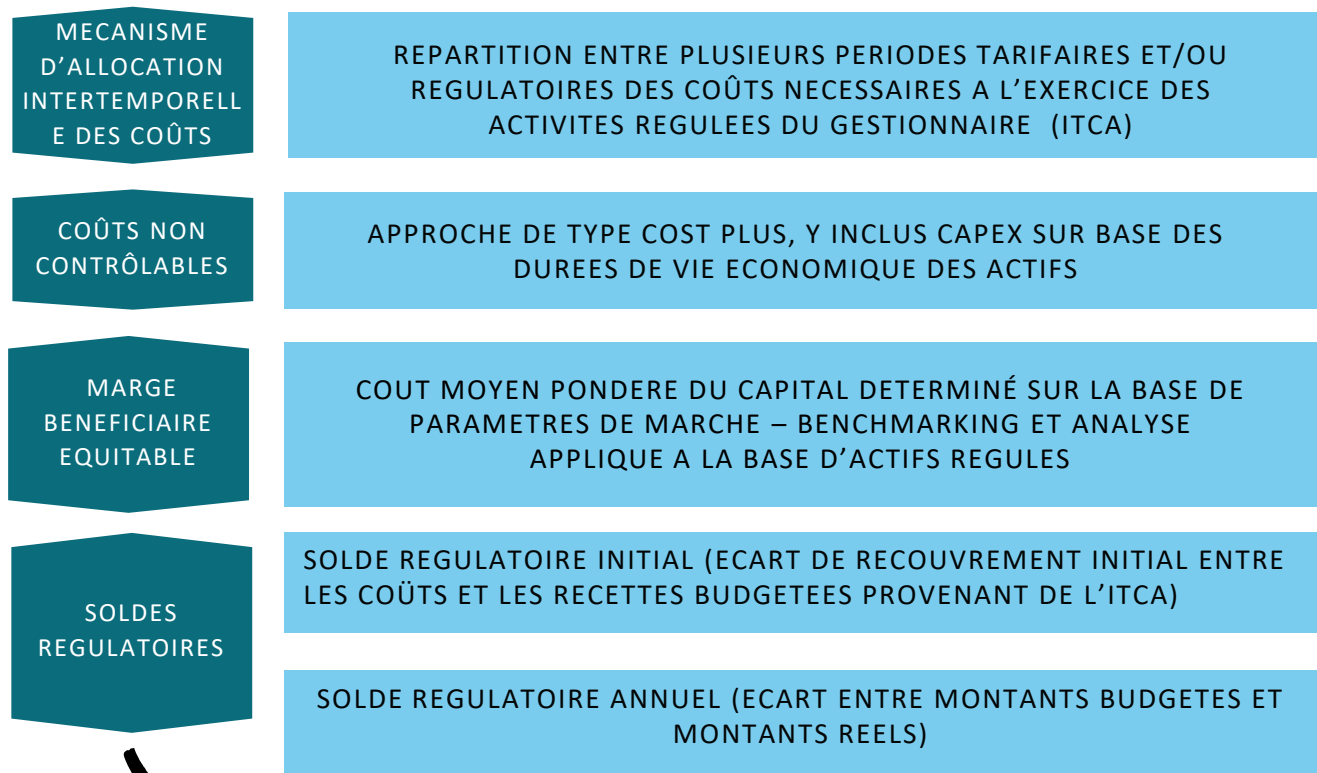 MECANISME
D'ALLOCATION
INTERTEMPORELL
E DES COÛTS
REPARTITION ENTRE PLUSIEURS PERIODES TARIFAIRES ET/OU
REGULATOIRES DES COÛTS NECESSAIRES A L'EXERCICE DES
ACTIVITES REGULEES DU GESTIONNAIRE (ITCA)
COÛTS NON
CONTRÔLABLES
APPROCHE DE TYPE COST PLUS, Y INCLUS CAPEX SUR BASE DES
DUREES DE VIE ECONOMIQUE DES ACTIFS
MARGE
BENEFICIAIRE
EQUITABLE
COUT MOYEN PONDERE DU CAPITAL DETERMINÉ SUR LA BASE DE
PARAMETRES DE MARCHE – BENCHMARKING ET ANALYSE
APPLIQUE A LA BASE D'ACTIFS REGULES
SOLDES
REGULATOIRES
SOLDE REGULATOIRE INITIAL (ECART DE RECOUVREMENT INITIAL ENTRE
LES COÜTS ET LES RECETTES BUDGETEES PROVENANT DE L'ITCA)
SOLDE REGULATOIRE ANNUEL (ECART ENTRE MONTANTS BUDGETES ET
MONTANTS REELS)